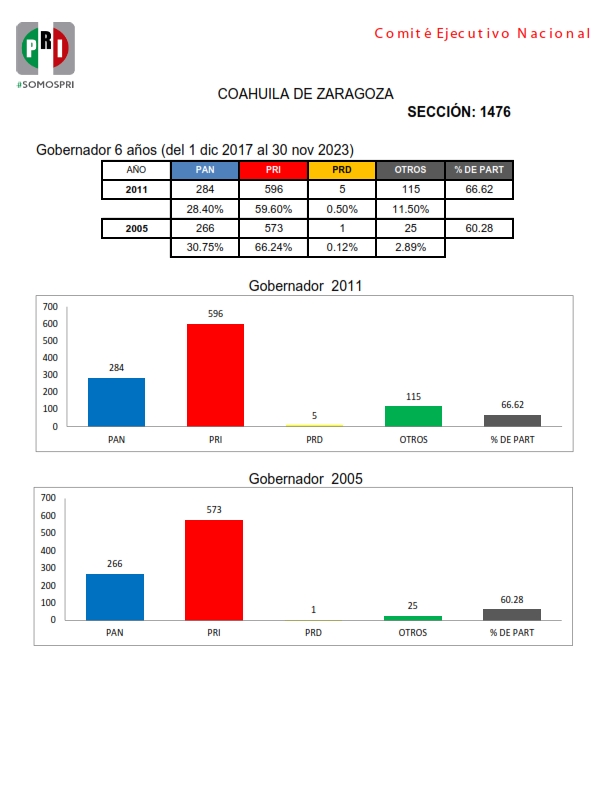 PRI
Comité Ejecutivo Nacional
#SOMOSPRI
COAHUILA DE ZARAGOZA
SECCIÓN: 1476
Gobernador 6 años (del 1 dic 2017 al 30 nov 2023)
AÑO PAN PRI PRD OTROS % DE PART
2011 284 596 5 115 66.62
28.40% 59.60% 0.50% 11.50%
2005 266 573 1 25 60.28
30.75% 66.24% 0.12% 2.89%
Gobernador 2011
700
600
500
400
300
200
100
0
284
596
5
115
66.62
PAN PRI PRD OTROS % DE PART
Gobernador 2005
700
600
500
400
300
200
100
0
266
573
1
25
60.28
PAN PRI PRD OTROS % DE PART